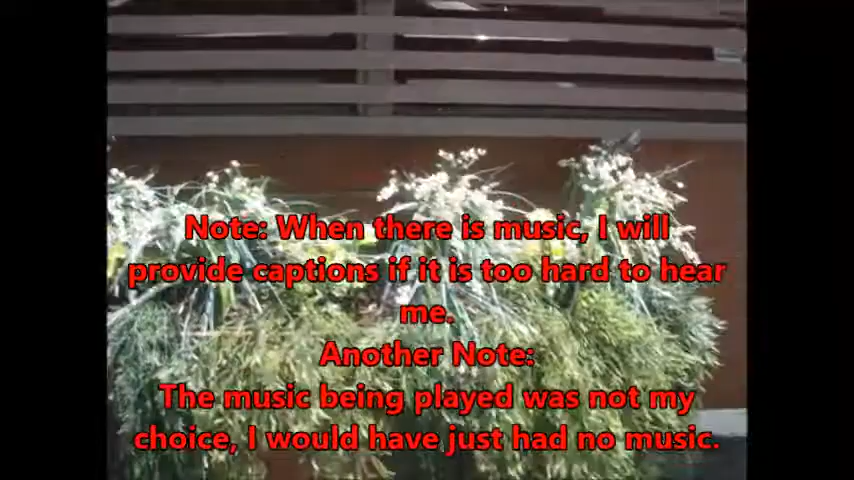 Note: When there is music, I will
provide captions if it is too hard to hear
me.
Another Note:
The music being played was not my
choice, I would have just had no music.